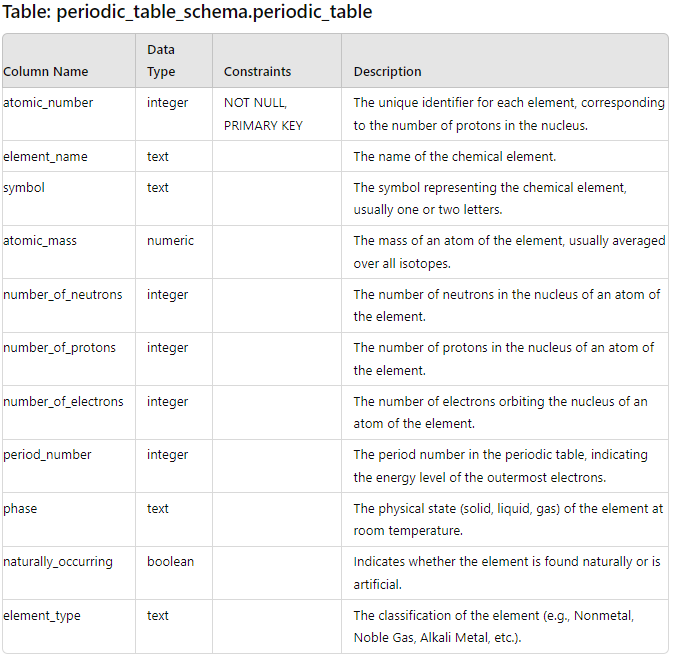 Table: periodic_table_schema.periodic_table
Column Name Data Type Constraints Description
atomic_number integer NOT NULL, PRIMARY KEY The unique identifier for each element, corresponding to the number of protons in the nucleus.
element_name text The name of the chemical element.
symbol text The symbol representing the chemical element, usually one or two letters.
atomic_mass numeric The mass of an atom of the element, usually averaged over all isotopes.
number_of_neutrons integer The number of neutrons in the nucleus of an atom of the element.
number_of_protons integer The number of protons in the nucleus of an atom of the element.
number_of_electrons integer The number of electrons orbiting the nucleus of an atom of the element.
period_number integer The period number in the periodic table, indicating the energy level of the outermost electrons.
phase text The physical state (solid, liquid, gas) of the element at room temperature.
naturally_occurring boolean Indicates whether the element is found naturally or is artificial.
element_type text The classification of the element (e.g., Nonmetal, Noble Gas, Alkali Metal, etc.).